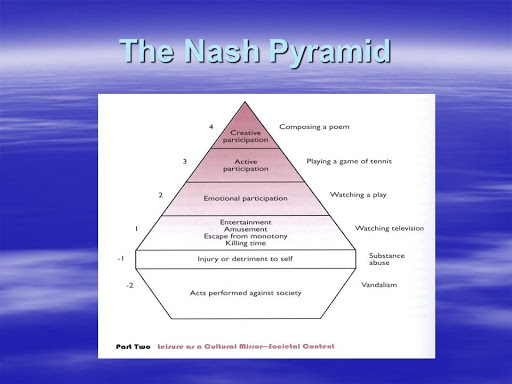 The Nash Pyramid
4
Creative
participation
Composing a poem
3
Active
participation
Playing a game of tennis
2
Emotional participation
Watching a play
1
Entertainment
Amusement
Escape from monotony
Killing time
Watching television
-1
Injury or detriment to self
Substance
abuse
-2
Acts performed against society
Vandalism
Part Two Leisure as a Cultural Mirror—Societal Context